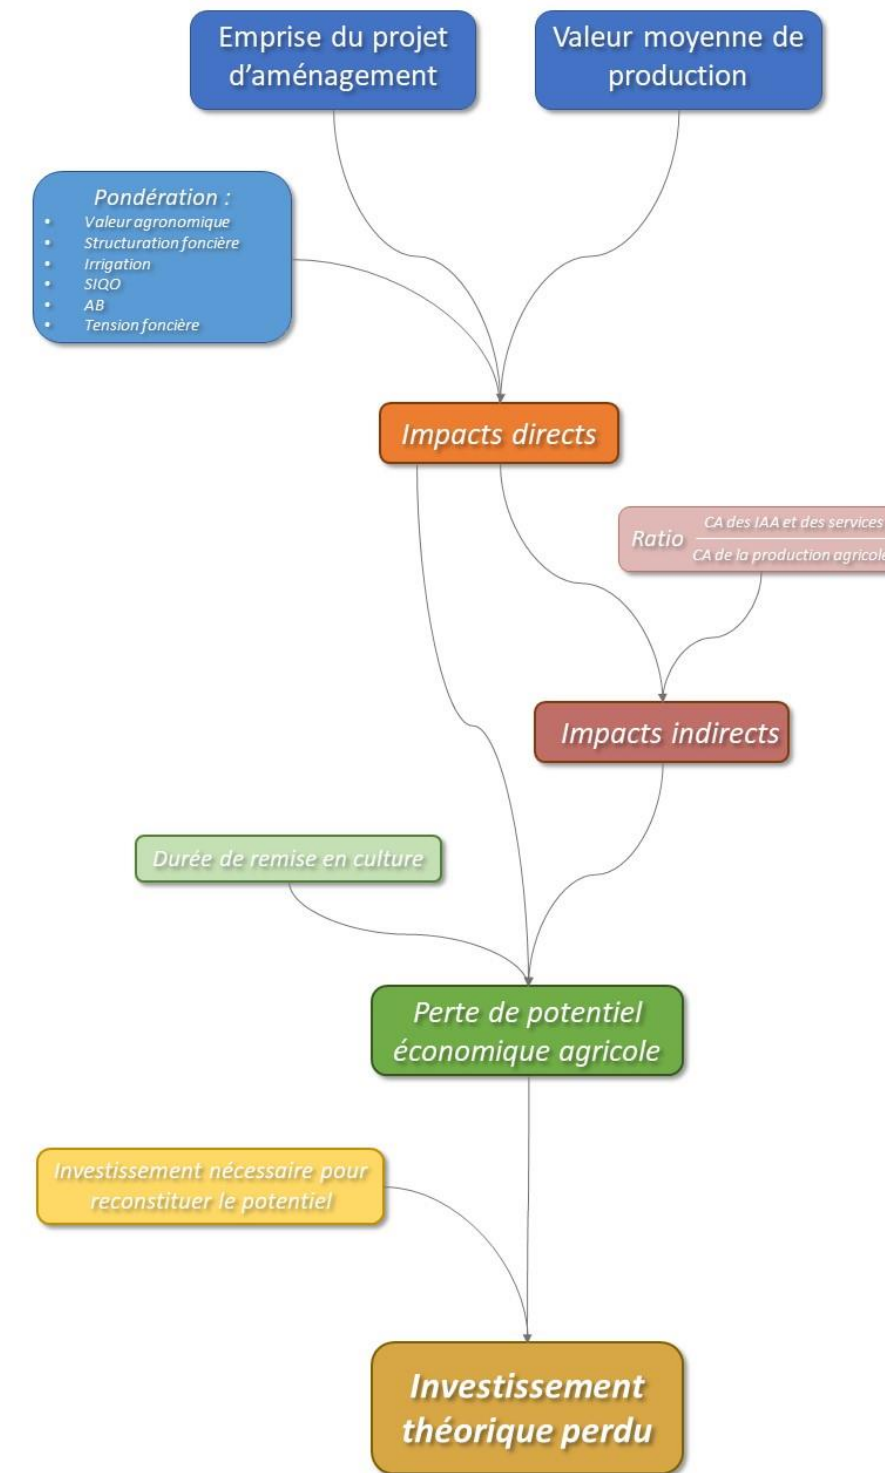 Emprise du projet
d’aménagement
Valeur moyenne de
production
Pondération :
• Valeur agronomique
• Structuration foncière
• Irrigation
• SIQO
• AB
• Tension foncière
Impacts directs
Ratio
CA des IAA et des services
CA de la production agricole
Impacts indirects
Durée de remise en culture
Perte de potentiel
économique agricole
Investissement nécessaire pour
reconstituer le potentiel
Investissement
théorique perdu